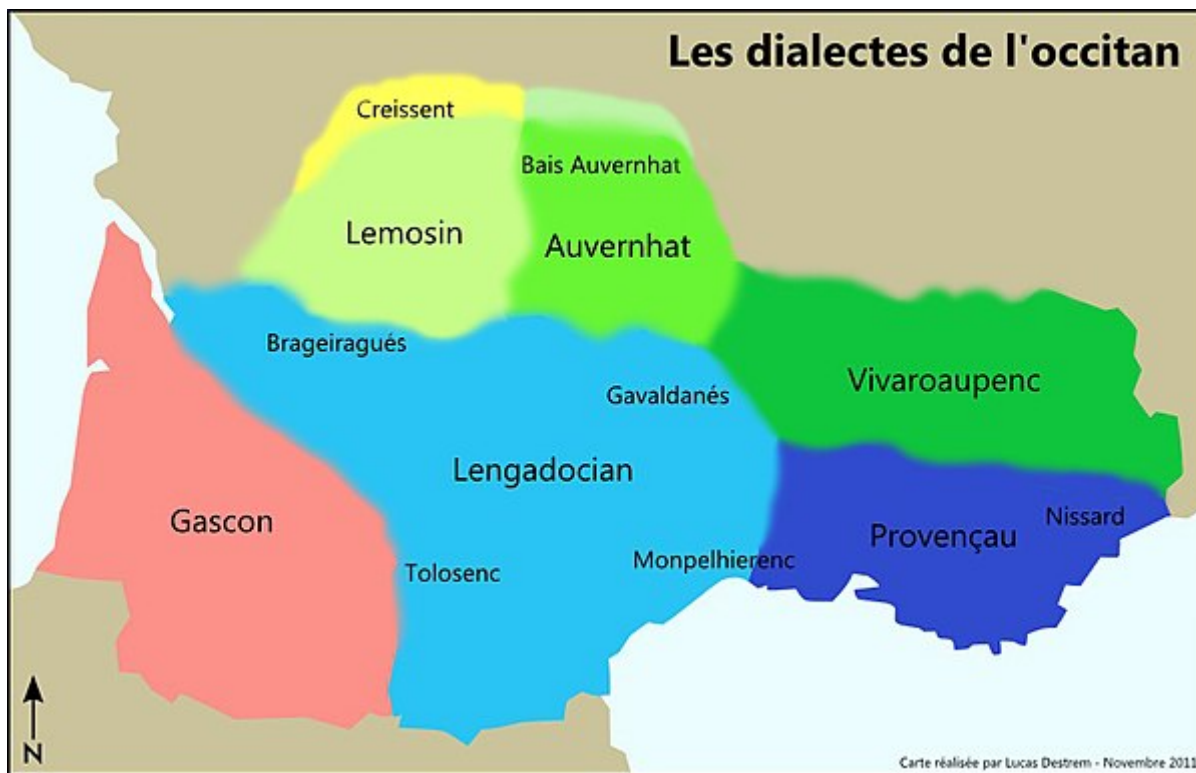 Les dialectes de l'occitan
Creissent
Bais Auvernhat
Lemosin
Auvernhat
Brageiragués
Gavaldanés
Vivaroaupenc
Lengadocian
Gascon
Nissard
Provençau
Monpelhierenc
Tolosenc
N
Carte réalisée par Lucas Destrem - Novembre 2011